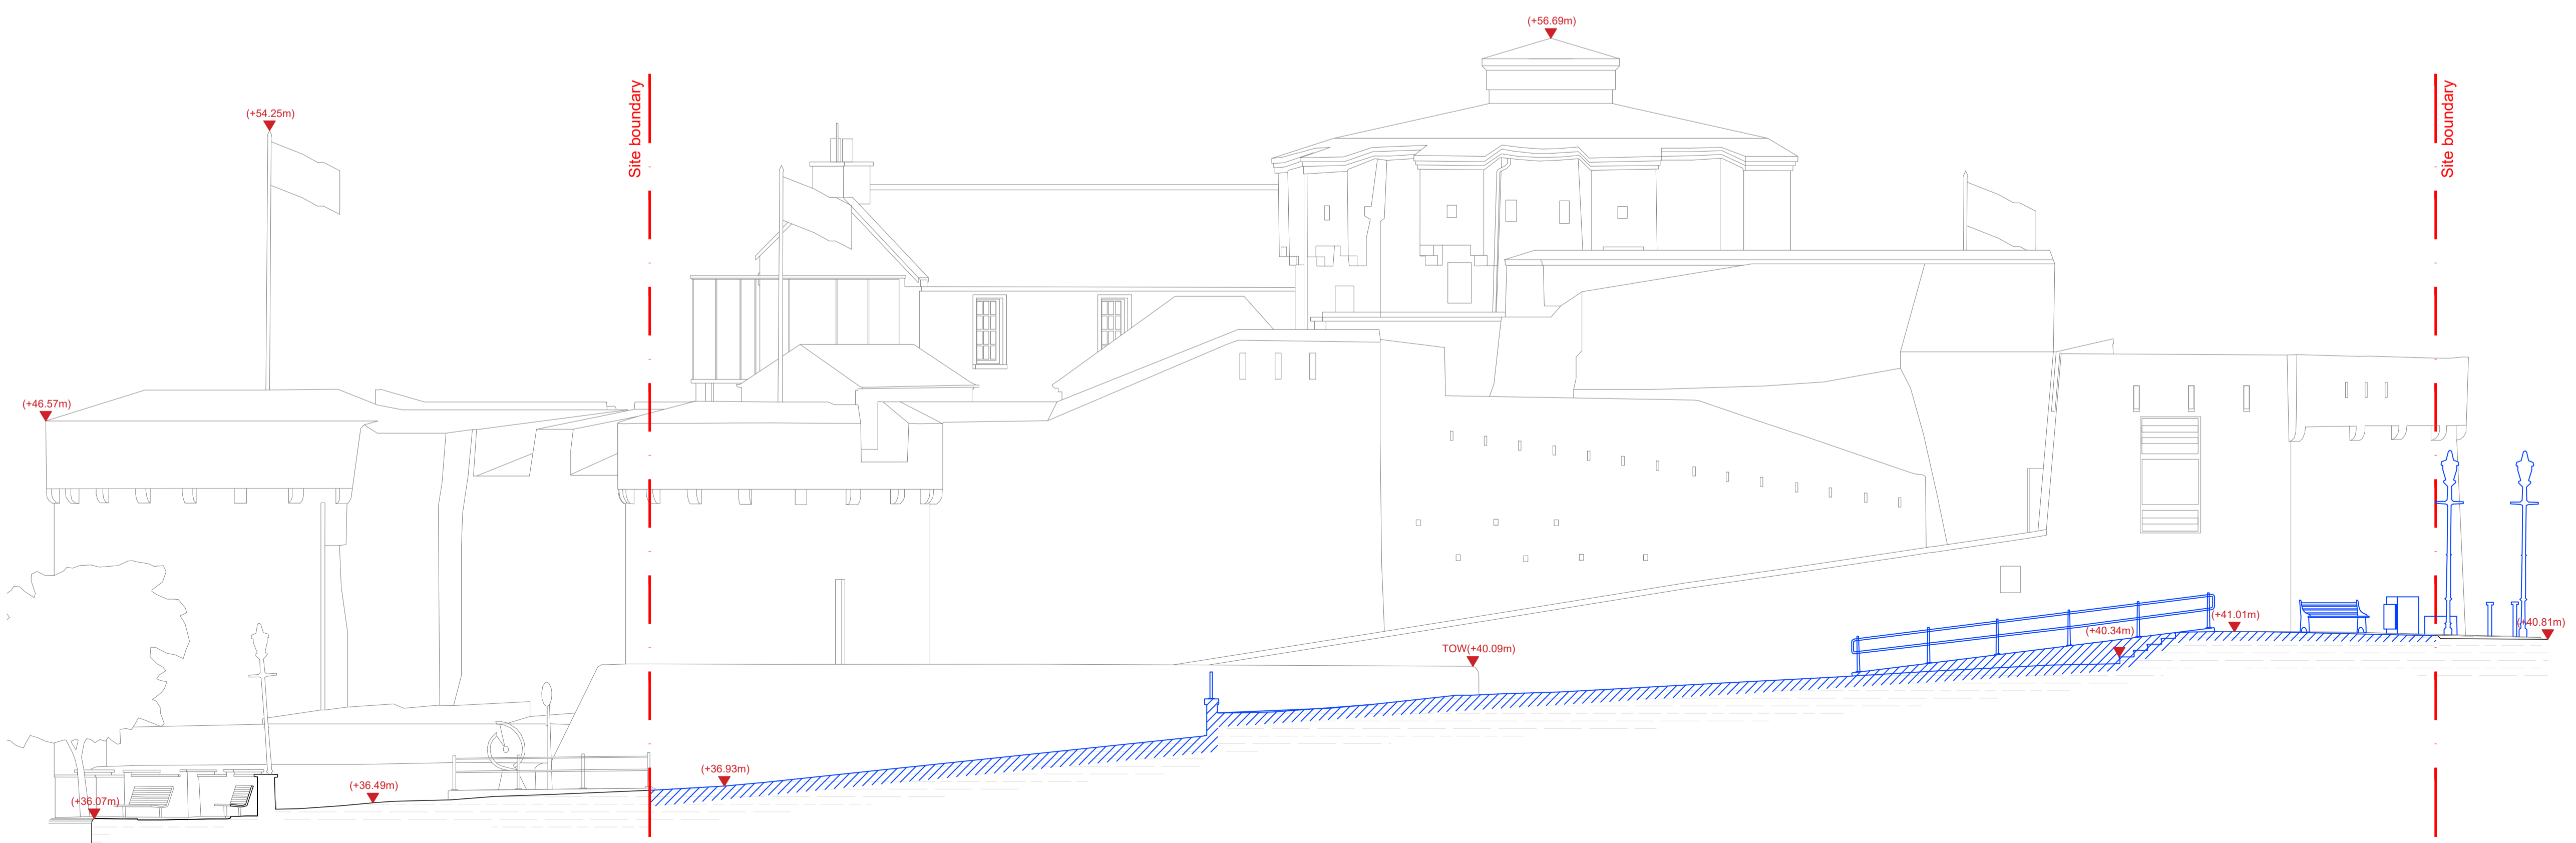 (+56.69m)
(+54.25m)
Site boundary
Site boundary
(+46.57m)
(+41.01m)
(+40.81m)
(+40.34m)
TOW(+40.09m)
(+36.93m)
(+36.49m)
(+36.07m)